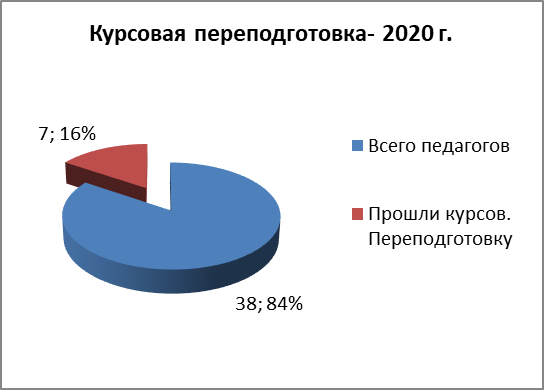 Курсовая переподготовка- 2020 г.
7; 16%
Всего педагогов
Прошли курсов.
Переподготовку
38; 84%